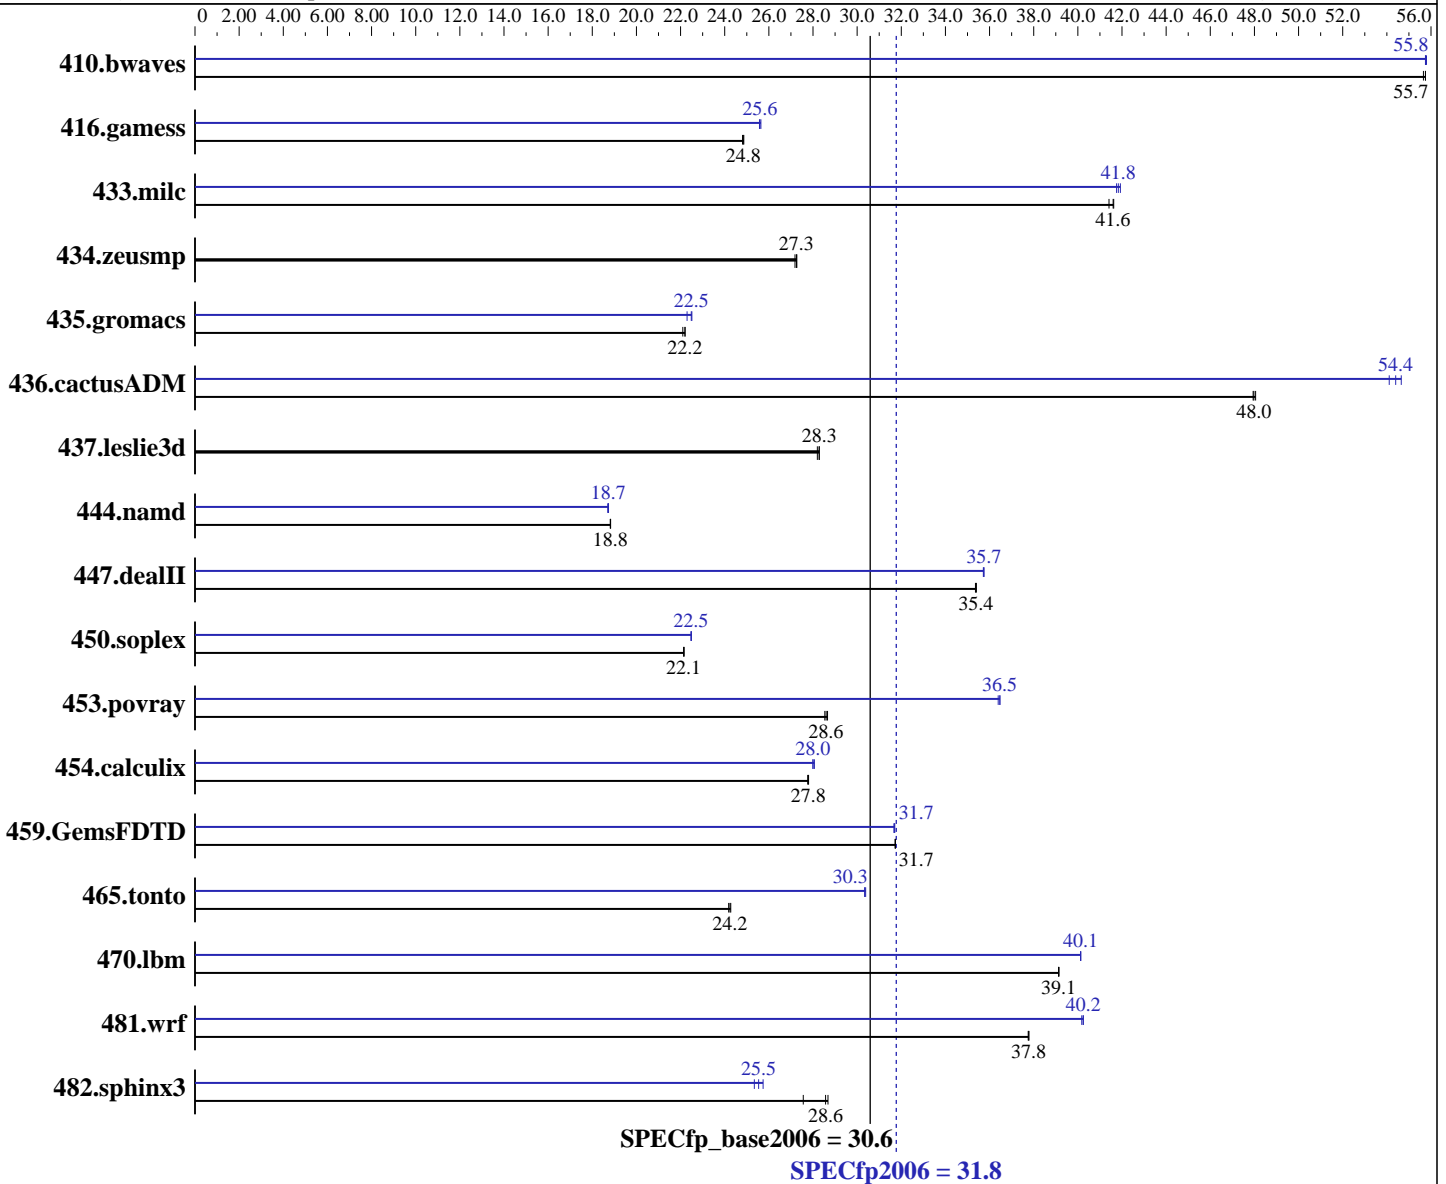 0 2.00 4.00 6.00 8.00 10.0 12.0 14.0 16.0 18.0 20.0 22.0 24.0 26.0 28.0 30.0 32.0 34.0 36.0 38.0 40.0 42.0 44.0 46.0 48.0 50.0 52.0 56.0
55.8
410.bwaves
55.7
25.6
416.gamess
24.8
41.8
433.milc
41.6
27.3
434.zeusmp
22.5
435.gromacs
22.2
54.4
436.cactusADM
48.0
28.3
437.leslie3d
18.7
444.namd
18.8
35.7
447.dealII
35.4
22.5
450.soplex
22.1
36.5
453.povray
28.6
28.0
454.calculix
27.8
31.7
459.GemsFDTD
31.7
30.3
465.tonto
24.2
40.1
470.lbm
39.1
40.2
481.wrf
37.8
25.5
482.sphinx3
28.6
SPECfp_base2006 = 30.6
SPECfp2006 = 31.8